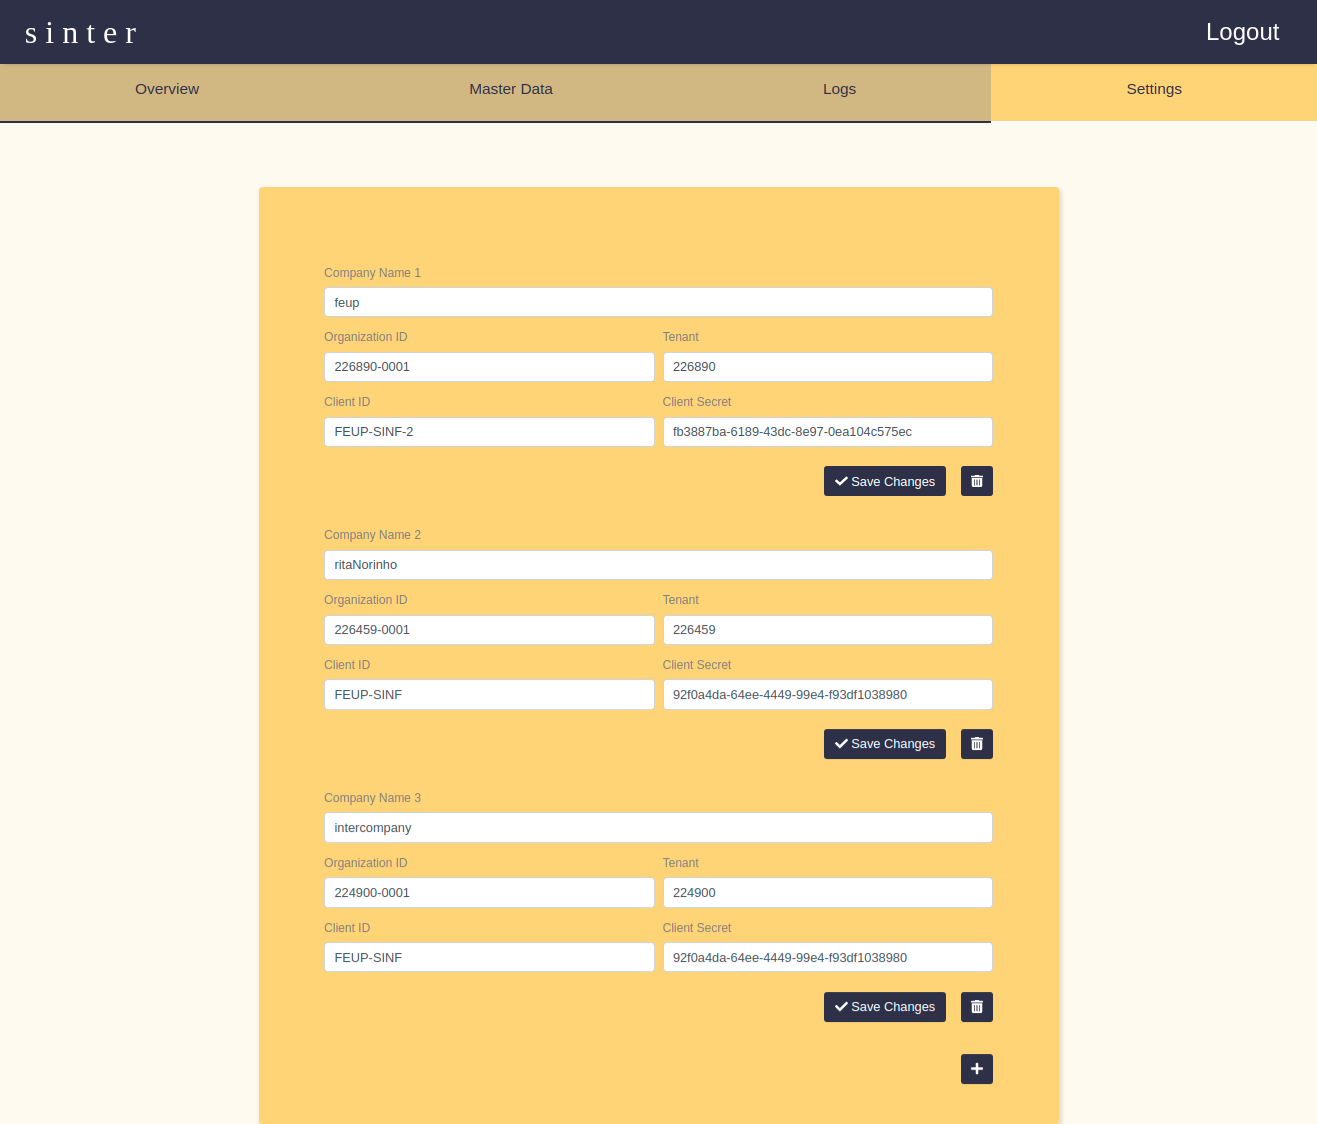 sinter Logout
Overview Master Data Logs Settings
Company Name 1
feup
Organization ID Tenant
226890-0001 226890
Client ID Client Secret
FEUP-SINF-2 fb3887ba-6189-43dc-8e97-0ea104c575ec
Save Changes
Company Name 2
ritaNorinho
Organization ID Tenant
226459-0001 226459
Client ID Client Secret
FEUP-SINF 92f0a4da-64ee-4449-99e4-f93df1038980
Save Changes
Company Name 3
intercompany
Organization ID Tenant
224900-0001 224900
Client ID Client Secret
FEUP-SINF 92f0a4da-64ee-4449-99e4-f93df1038980
Save Changes